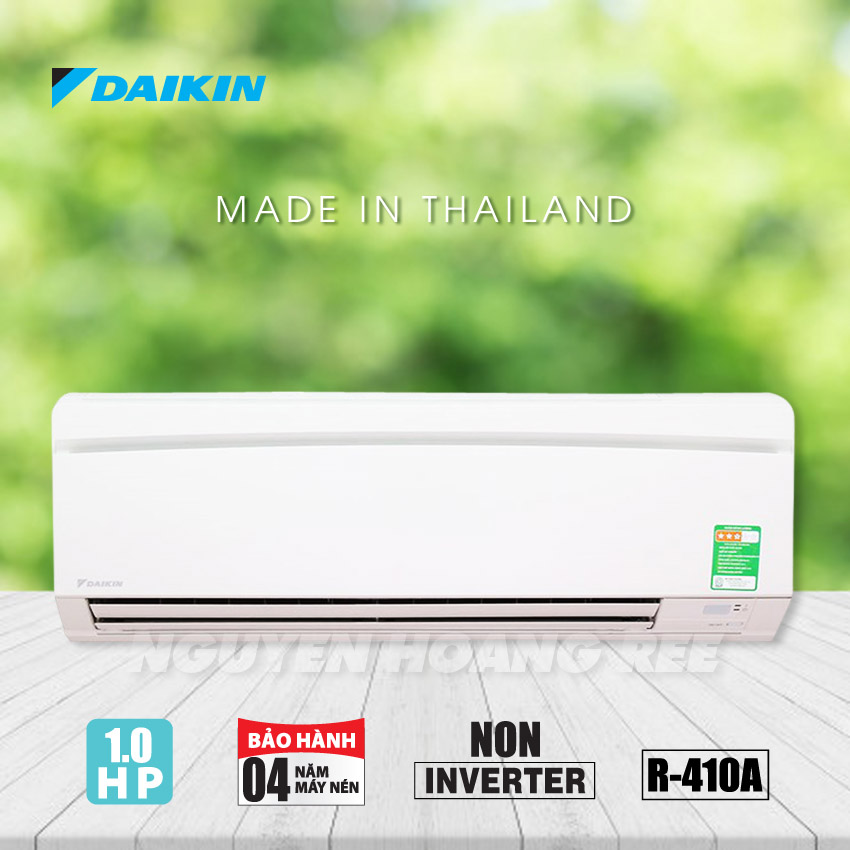 DAIKIN
MADE IN THAILAND
DAIKIN
NGUYEN HOANG REE
1.0
HP
BẢO HÀNH
04 NĂM
MÁY NÉN
NON
INVERTER
R-410A